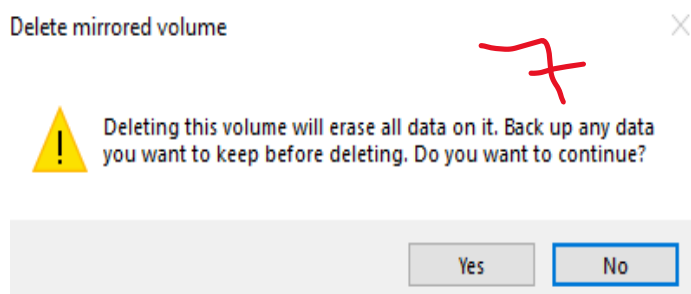 Delete mirrored volume
7
Deleting this volume will erase all data on it. Back up any data
you want to keep before deleting. Do you want to continue?
Yes No